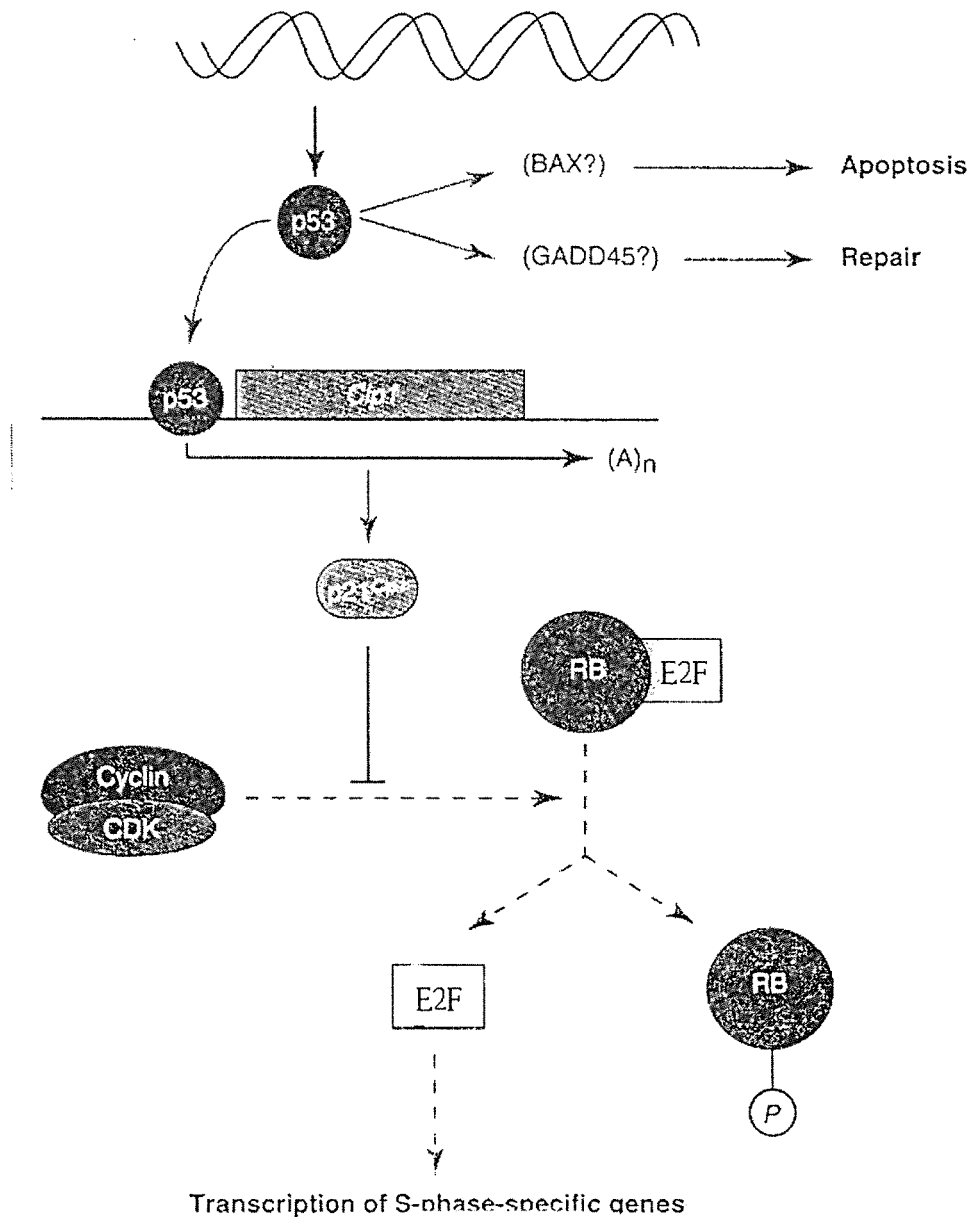 (BAX?)
Apoptosis
p53
(GADD45?)
Repair
p53
Cip1
(A)n
RB
E2F
Cyclin
CDK
E2F
RB
P
Transcription of S-phase-specific genes